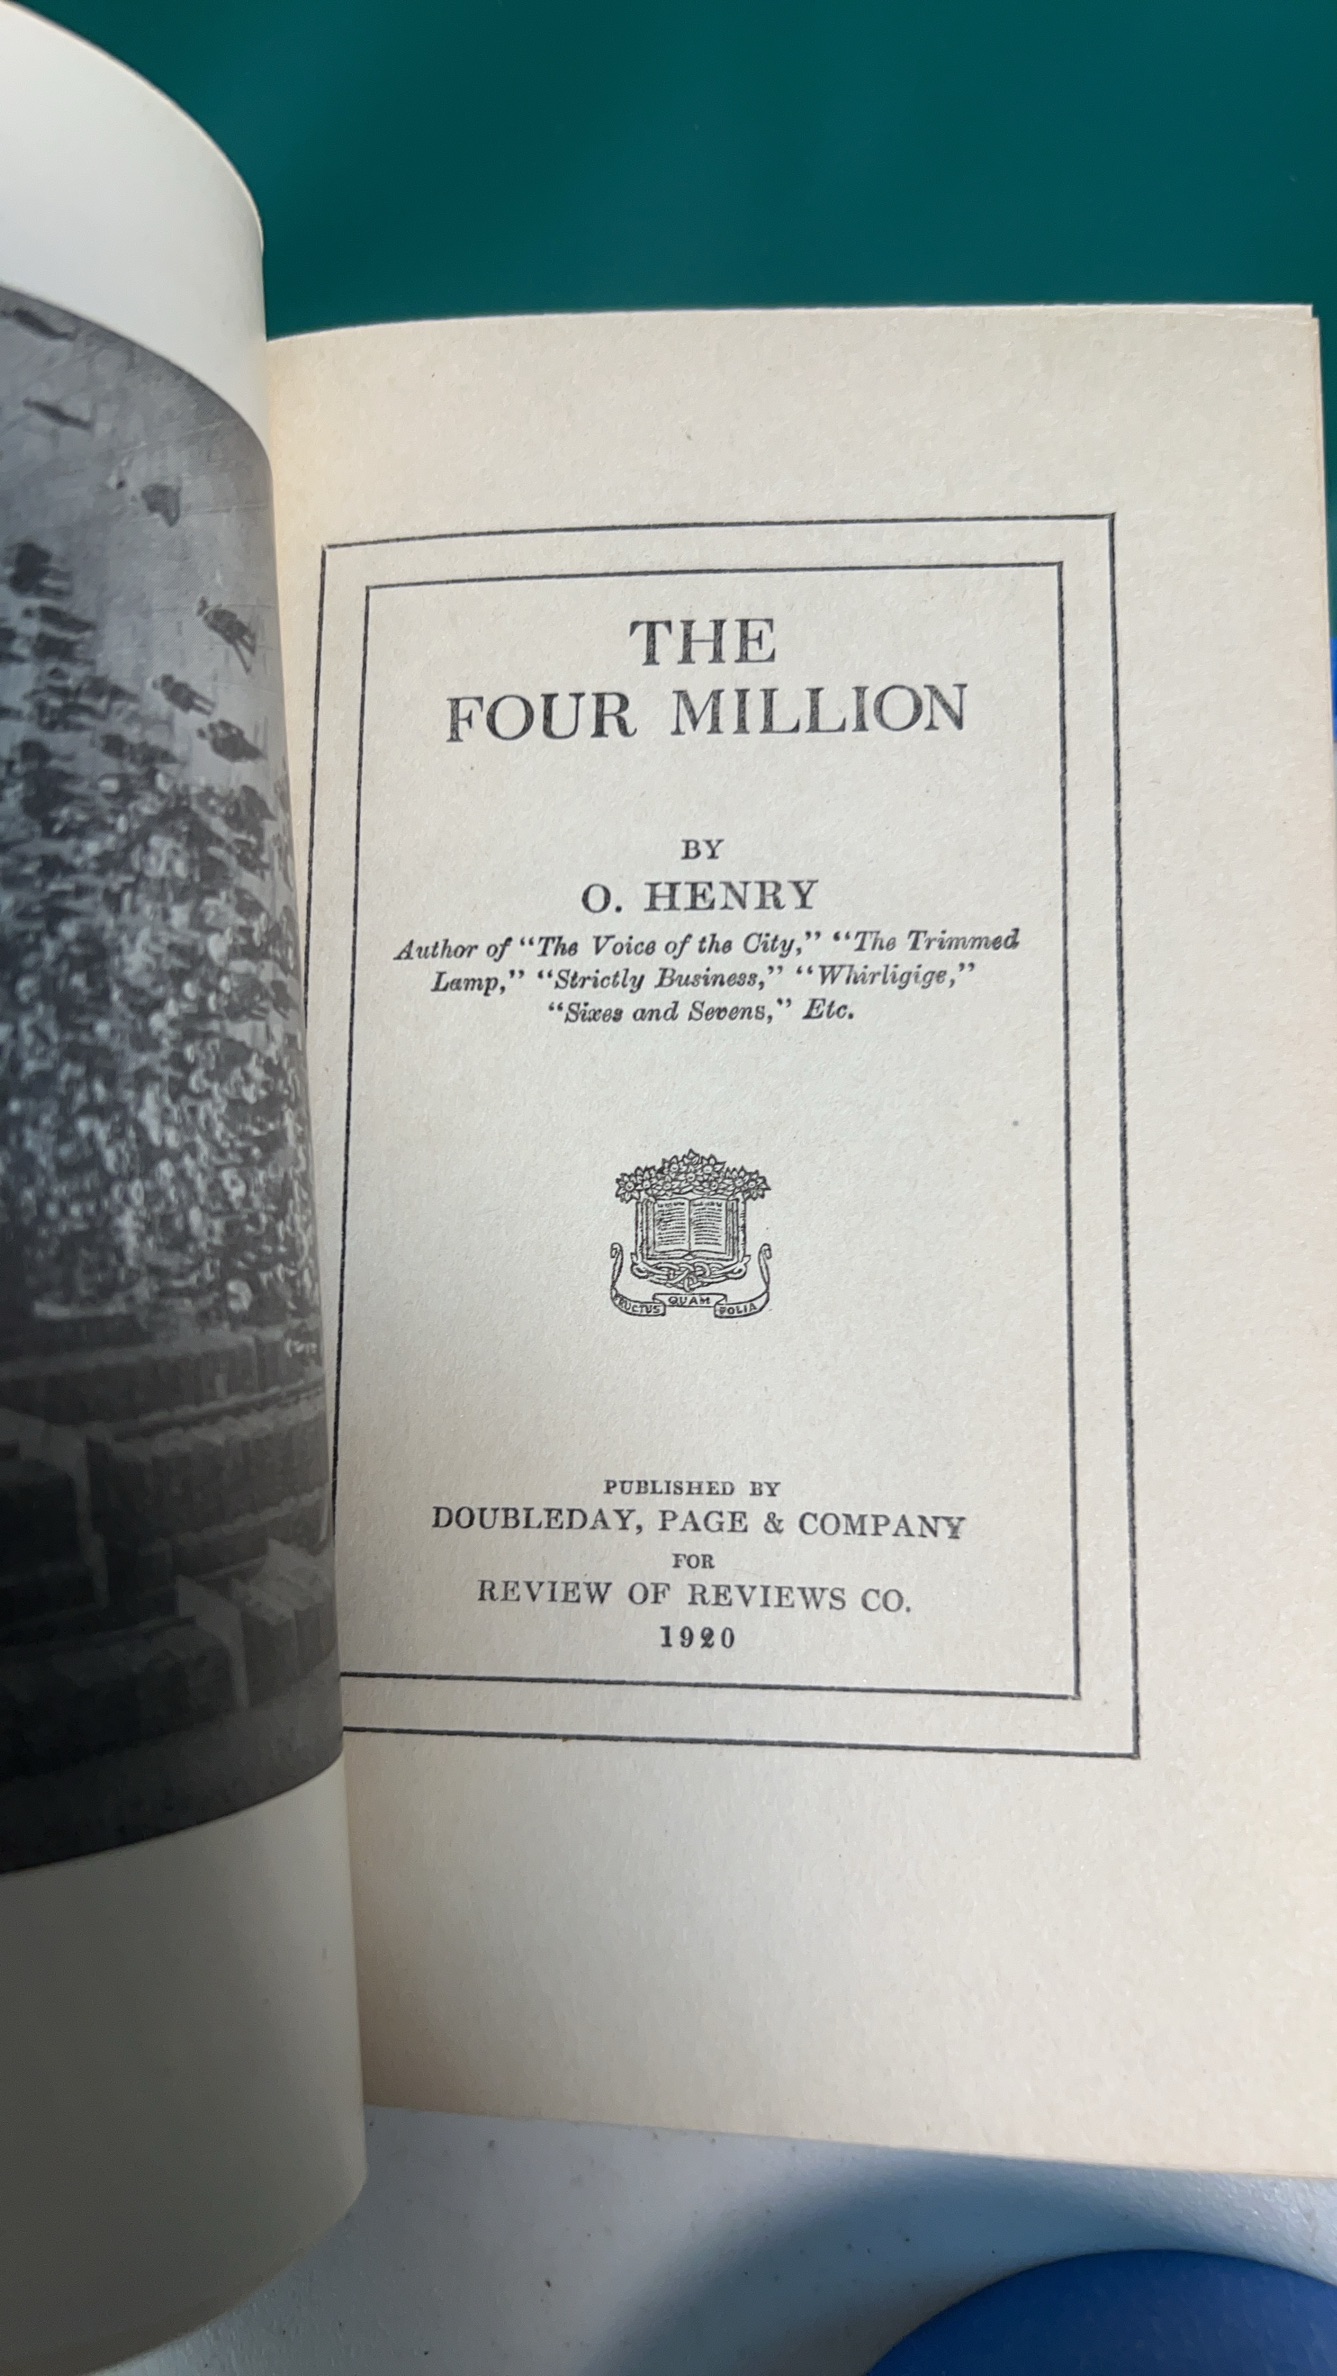 THE
FOUR MILLION
BY
O. HENRY
Author of "The Voice of the City," "The Trimmed
Lamp," "Strictly Business," "Whirligigs,"
"Sixes and Sevens," Etc.
FRUCTUS QUAM FOLIA
PUBLISHED BY
DOUBLEDAY, PAGE & COMPANY
FOR
REVIEW OF REVIEWS CO.
1920